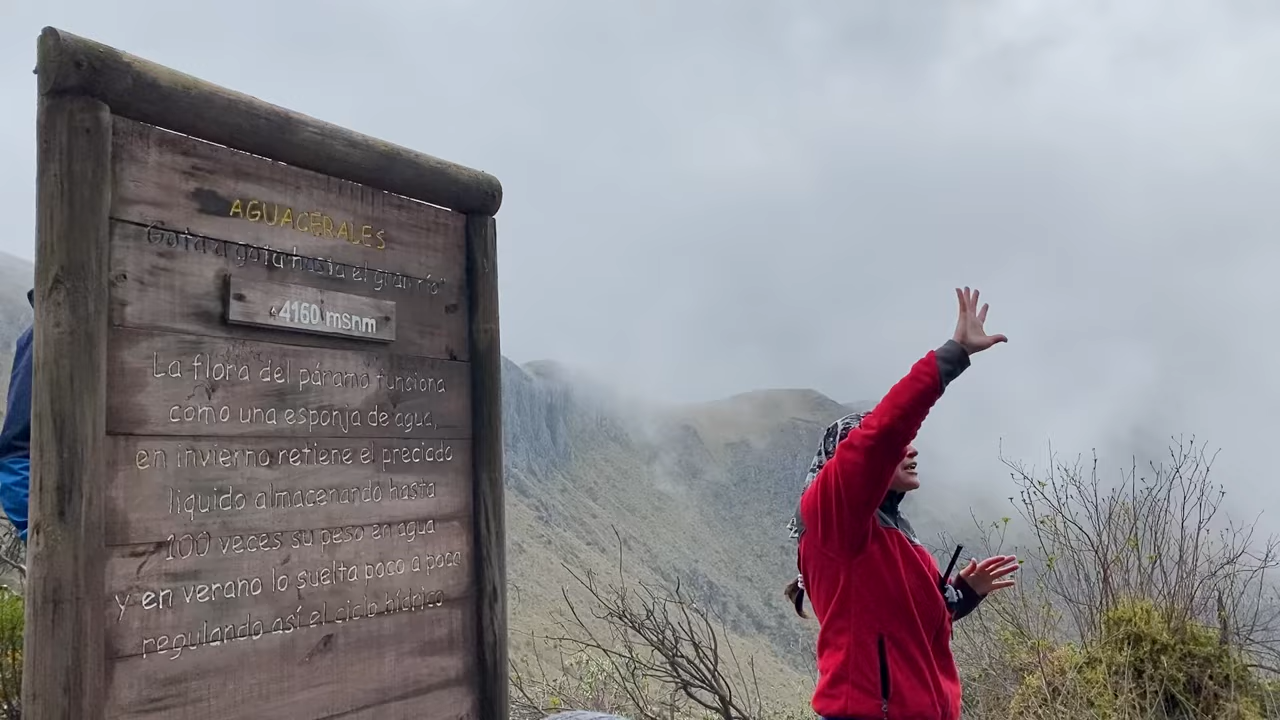 AGUACERALES
Gota a gota hasta el gran río"
4160 msnm
La flora del páramo funsiona
como una esponja de agua,
en invierno retiene el preciado
liquido almacenando hasta
100 veces su peso en agua
y en verano lo suelta poco a poco
regulando así el ciclo hídrico